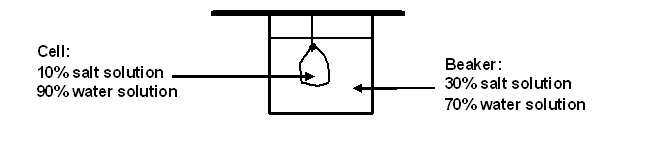 Cell:
10% salt solution
90% water solution
Beaker:
30% salt solution
70% water solution